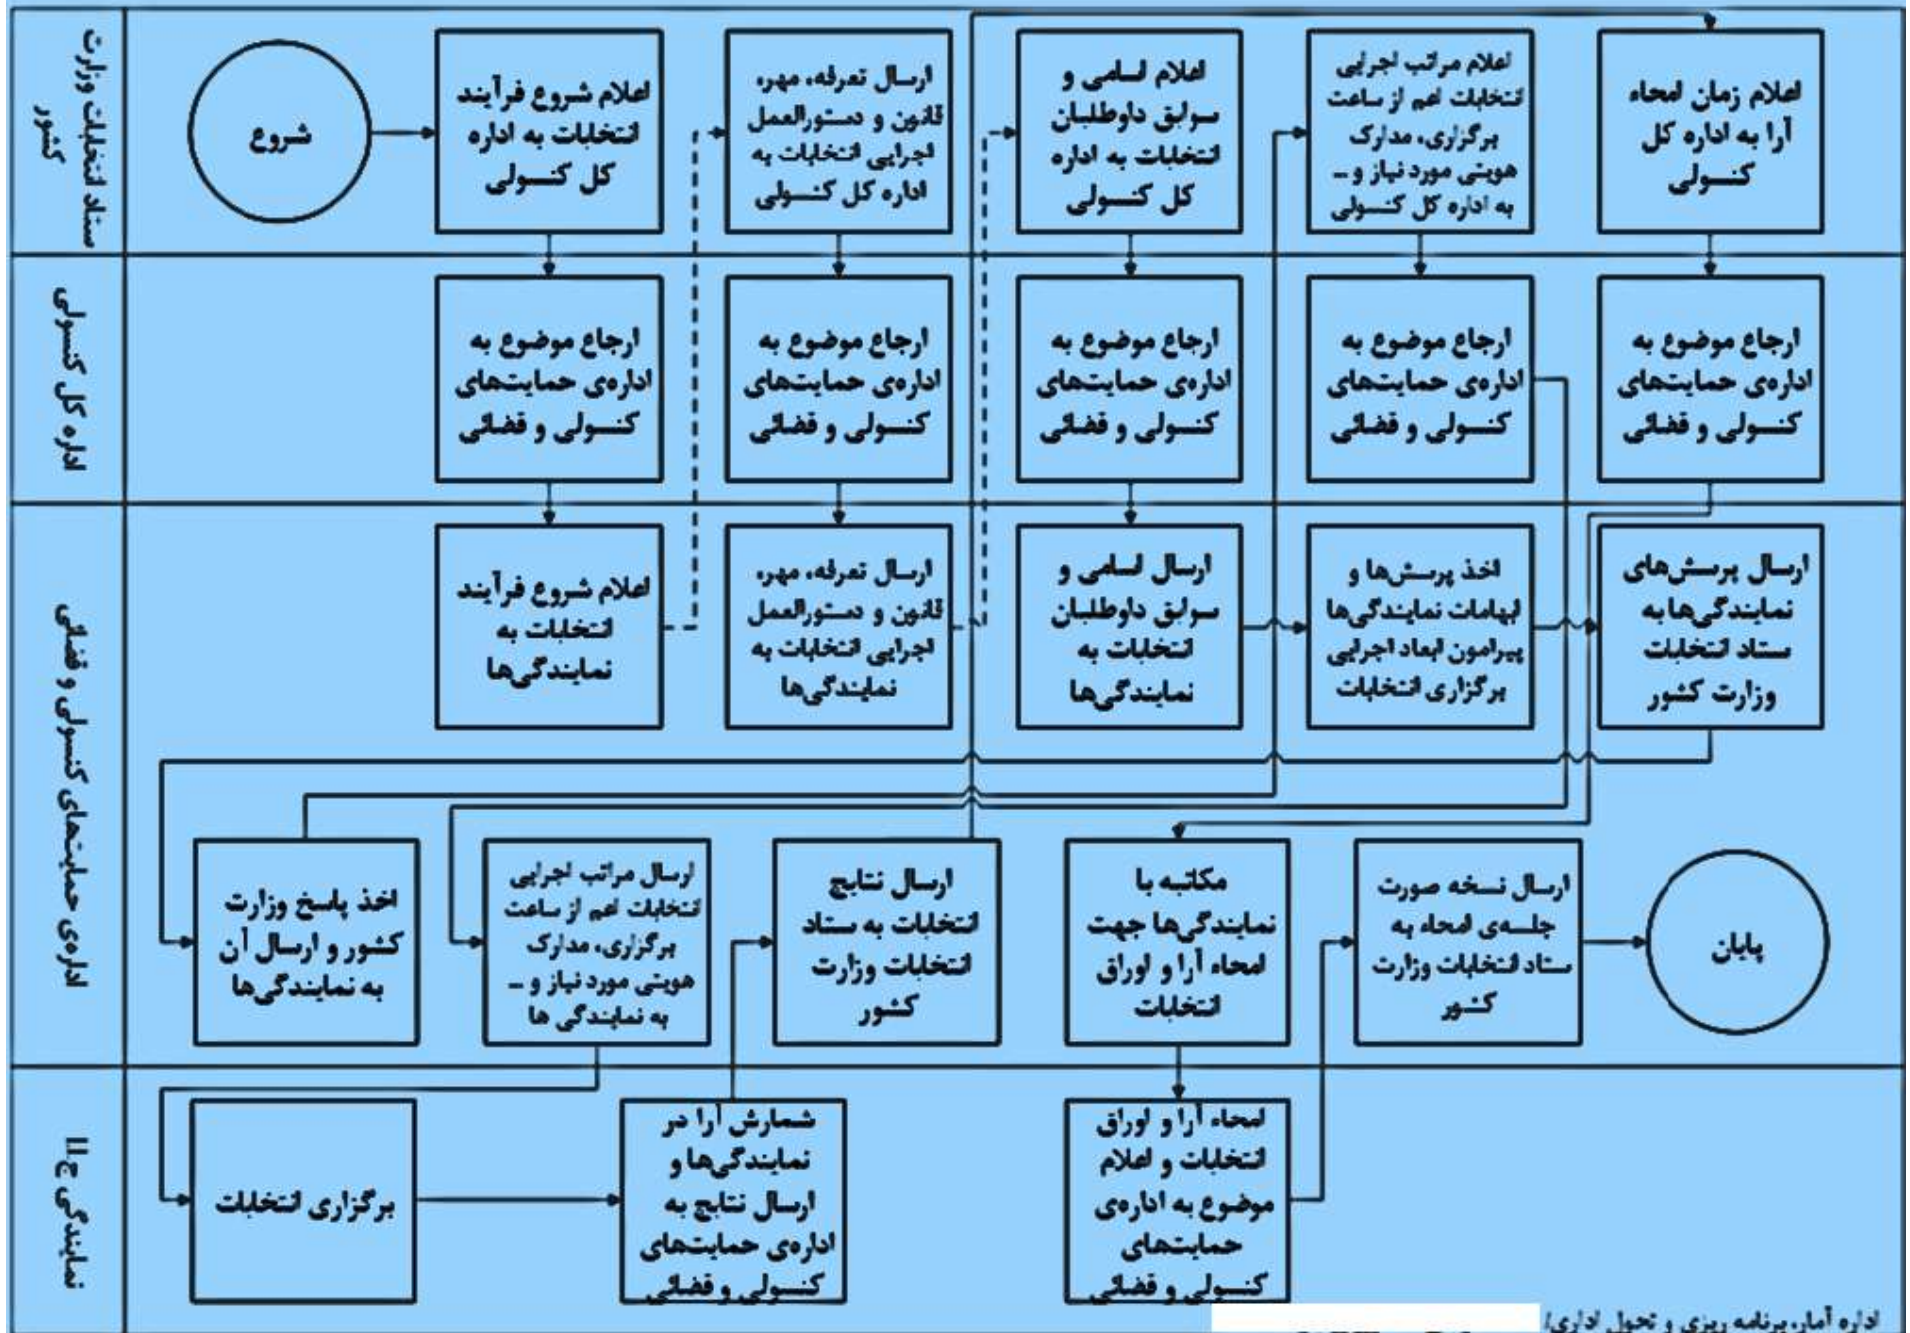 ستاد انتخابات وزارت
کشور
شروع
اعلام شروع فرآیند
انتخابات به اداره
کل کنسولی
ارسال تعرفه، مهر،
قانون و دستورالعمل
اجرایی انتخابات به
اداره کل کنسولی
اعلام اسامی و
سوابق داوطلبان
انتخابات به اداره
کل کنسولی
اعلام مراتب اجرایی
انتخابات اعم از ساعت
برگزاری، مدارک
هویتی مورد نیاز و ...
به اداره کل کنسولی
اعلام زمان امحاء
آرا به اداره کل
کنسولی
اداره کل کنسولی
ارجاع موضوع به
اداره‌ی حمایت‌های
کنسولی و قضائی
ارجاع موضوع به
اداره‌ی حمایت‌های
کنسولی و قضائی
ارجاع موضوع به
اداره‌ی حمایت‌های
کنسولی و قضائی
ارجاع موضوع به
اداره‌ی حمایت‌های
کنسولی و قضائی
ارجاع موضوع به
اداره‌ی حمایت‌های
کنسولی و قضائی
اداره‌ی حمایت‌های کنسولی و قضائی
اعلام شروع فرآیند
انتخابات به
نمایندگی‌ها
ارسال تعرفه، مهر،
قانون و دستورالعمل
اجرایی انتخابات به
نمایندگی‌ها
ارسال اسامی و
سوابق داوطلبان
انتخابات به
نمایندگی‌ها
اخذ پرسش‌ها و
ابهامات نمایندگی‌ها
پیرامون ابعاد اجرایی
برگزاری انتخابات
ارسال پرسش‌های
نمایندگی‌ها به
ستاد انتخابات
وزارت کشور
اخذ پاسخ وزارت
کشور و ارسال آن
به نمایندگی‌ها
ارسال مراتب اجرایی
انتخابات اعم از ساعت
برگزاری، مدارک
هویتی مورد نیاز و ...
به نمایندگی ها
ارسال نتایج
انتخابات به ستاد
انتخابات وزارت
کشور
مکاتبه با
نمایندگی‌ها جهت
امحاء آرا و اوراق
انتخابات
ارسال نسخه صورت
جلسه‌ی امحاء به
ستاد انتخابات وزارت
کشور
پایان
نمایندگی ج.ا.ا
برگزاری انتخابات
شمارش آرا در
نمایندگی‌ها و
ارسال نتایج به
اداره‌ی حمایت‌های
کنسولی و قضائی
امحاء آرا و اوراق
انتخابات و اعلام
موضوع به اداره‌ی
حمایت‌های
کنسولی و قضائی
اداره آمار، برنامه ریزی و تحول اداری/